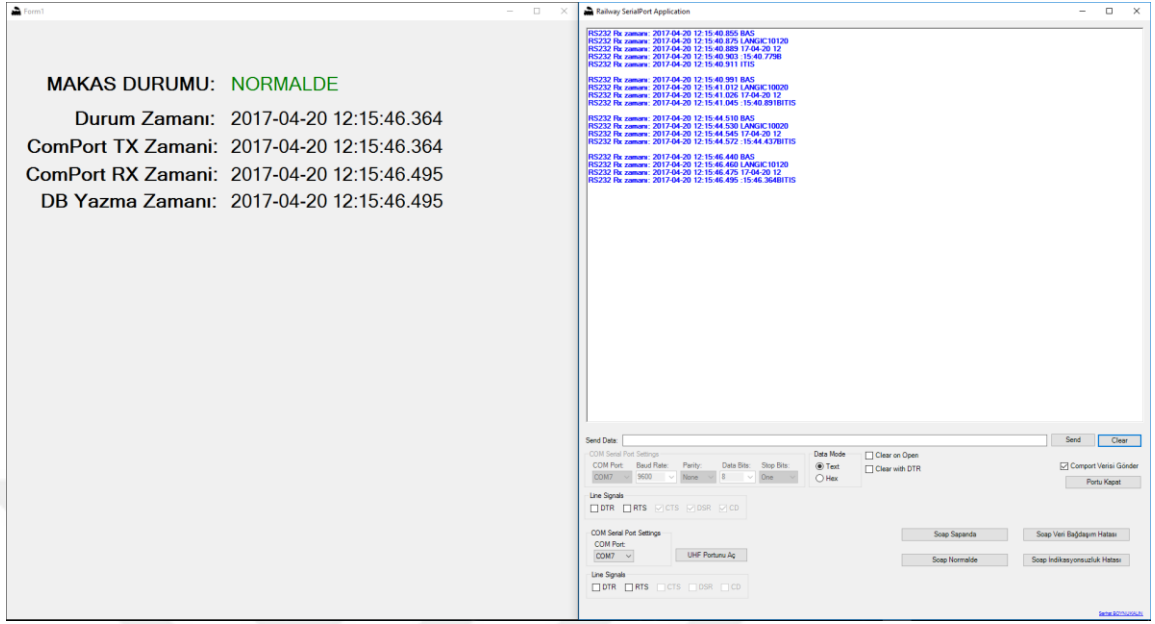 Form1
MAKAS DURUMU: NORMALDE
Durum Zamanı: 2017-04-20 12:15:46.364
ComPort TX Zamani: 2017-04-20 12:15:46.364
ComPort RX Zamani: 2017-04-20 12:15:46.495
DB Yazma Zamanı: 2017-04-20 12:15:46.495
Railway SerialPort Application
RS232 Rx zamanı: 2017-04-20 12:15:40.855 BAS
RS232 Rx zamanı: 2017-04-20 12:15:40.875 LANGIC10120
RS232 Rx zamanı: 2017-04-20 12:15:40.889 17-04-20 12
RS232 Rx zamanı: 2017-04-20 12:15:40.903 :15:40.779B
RS232 Rx zamanı: 2017-04-20 12:15:40.911 ITIS
RS232 Rx zamanı: 2017-04-20 12:15:40.991 BAS
RS232 Rx zamanı: 2017-04-20 12:15:41.012 LANGIC10020
RS232 Rx zamanı: 2017-04-20 12:15:41.026 17-04-20 12
RS232 Rx zamanı: 2017-04-20 12:15:41.045 :15:40.891BITIS
RS232 Rx zamanı: 2017-04-20 12:15:44.510 BAS
RS232 Rx zamanı: 2017-04-20 12:15:44.530 LANGIC10020
RS232 Rx zamanı: 2017-04-20 12:15:44.545 17-04-20 12
RS232 Rx zamanı: 2017-04-20 12:15:44.572 :15:44.437BITIS
RS232 Rx zamanı: 2017-04-20 12:15:46.440 BAS
RS232 Rx zamanı: 2017-04-20 12:15:46.460 LANGIC10120
RS232 Rx zamanı: 2017-04-20 12:15:46.475 17-04-20 12
RS232 Rx zamanı: 2017-04-20 12:15:46.495 :15:46.364BITIS
Send Data: Send Clear
COM Serial Port Settings Data Mode Clear on Open
COM Port: Baud Rate: Parity: Data Bits: Stop Bits: Text Clear with DTR Comport Verisi Gönder
COM7 9600 None 8 One Hex Portu Kapat
Line Signals
DTR RTS CTS DSR CD
COM Serial Port Settings Soap Sapanda Soap Veri Bağdaşım Hatası
COM Port:
COM7 UHF Portunu Aç Soap Normalde Soap Indikasyonsuzluk Hatası
Line Signals
DTR RTS CTS DSR CD